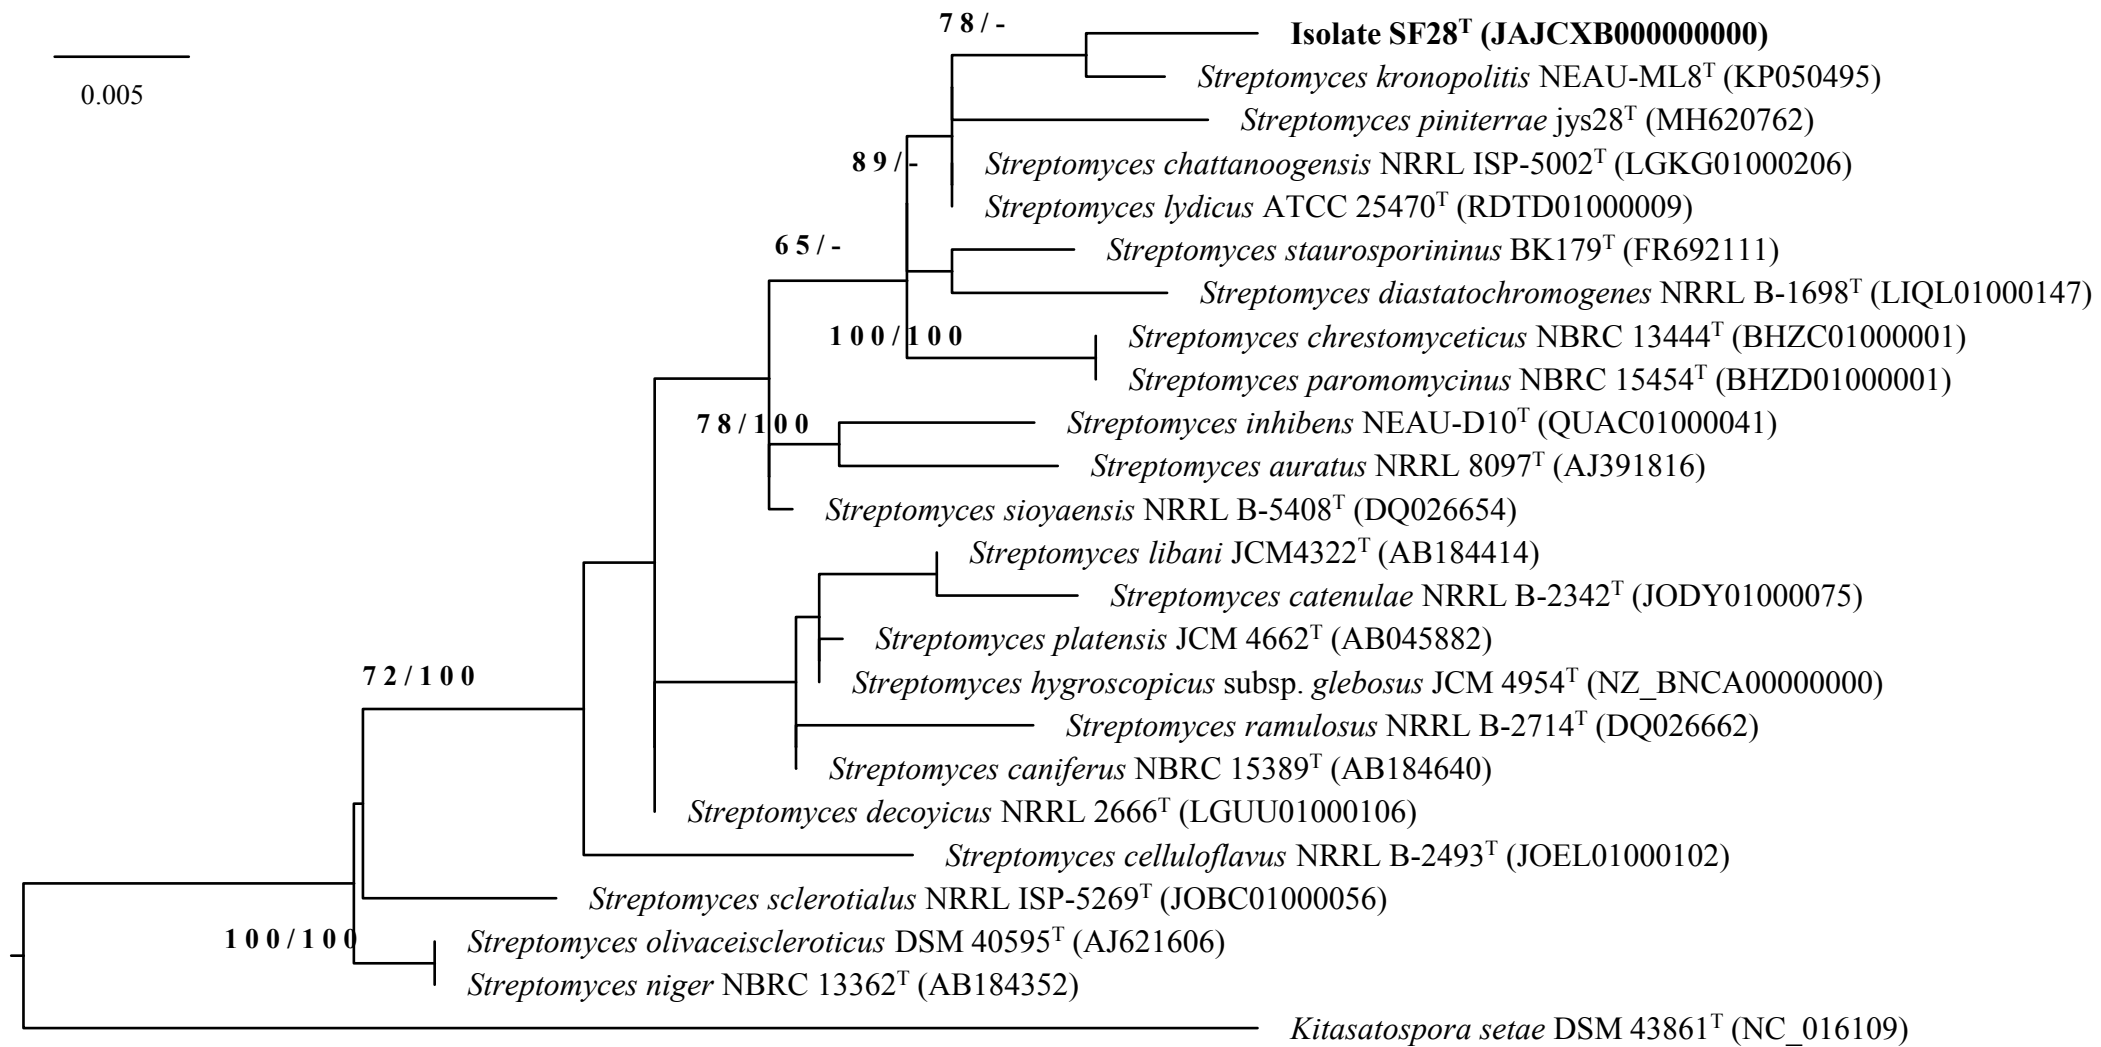 78/-
Isolate SF28ᵀ (JAJCXB000000000)
0.005
Streptomyces kronopolitis NEAU-ML8ᵀ (KP050495)
Streptomyces piniterrae jys28ᵀ (MH620762)
89/-
Streptomyces chattanoogensis NRRL ISP-5002ᵀ (LGKG01000206)
Streptomyces lydicus ATCC 25470ᵀ (RDTD01000009)
65/-
Streptomyces staurosporininus BK179ᵀ (FR692111)
Streptomyces diastatochromogenes NRRL B-1698ᵀ (LIQL01000147)
100/100
Streptomyces chrestomyceticus NBRC 13444ᵀ (BHZC01000001)
Streptomyces paromomycinus NBRC 15454ᵀ (BHZD01000001)
78/100
Streptomyces inhibens NEAU-D10ᵀ (QUAC01000041)
Streptomyces auratus NRRL 8097ᵀ (AJ391816)
Streptomyces sioyaensis NRRL B-5408ᵀ (DQ026654)
Streptomyces libani JCM4322ᵀ (AB184414)
Streptomyces catenulae NRRL B-2342ᵀ (JODY01000075)
Streptomyces platensis JCM 4662ᵀ (AB045882)
72/100
Streptomyces hygroscopicus subsp. glebosus JCM 4954ᵀ (NZ_BNCA00000000)
Streptomyces ramulosus NRRL B-2714ᵀ (DQ026662)
Streptomyces caniferus NBRC 15389ᵀ (AB184640)
Streptomyces decoyicus NRRL 2666ᵀ (LGUU01000106)
Streptomyces celluloflavus NRRL B-2493ᵀ (JOEL01000102)
Streptomyces sclerotialus NRRL ISP-5269ᵀ (JOBC01000056)
100/100
Streptomyces olivaceiscleroticus DSM 40595ᵀ (AJ621606)
Streptomyces niger NBRC 13362ᵀ (AB184352)
Kitasatospora setae DSM 43861ᵀ (NC_016109)